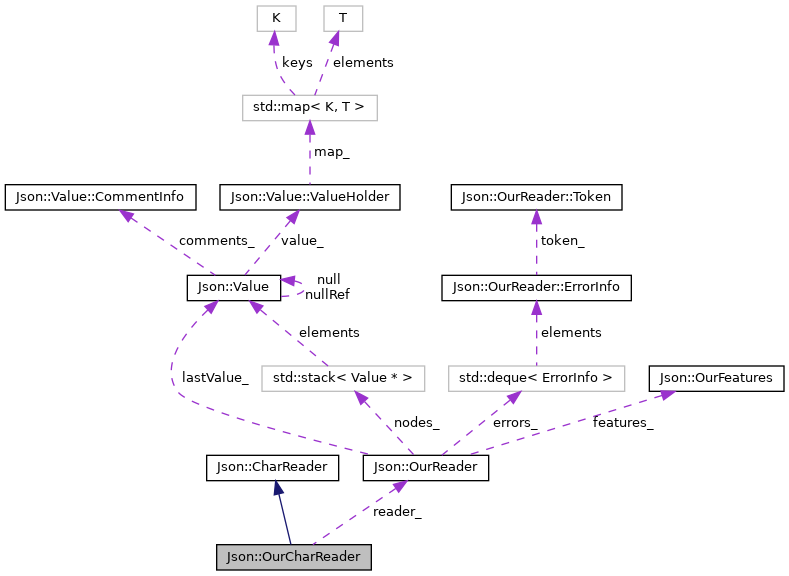 K
T
keys
elements
std::map< K, T >
map_
Json::Value::CommentInfo
Json::Value::ValueHolder
Json::OurReader::Token
comments_
value_
token_
Json::Value
null
nullRef
Json::OurReader::ErrorInfo
elements
elements
lastValue_
std::stack< Value * >
std::deque< ErrorInfo >
Json::OurFeatures
nodes_
errors_
features_
Json::CharReader
Json::OurReader
reader_
Json::OurCharReader